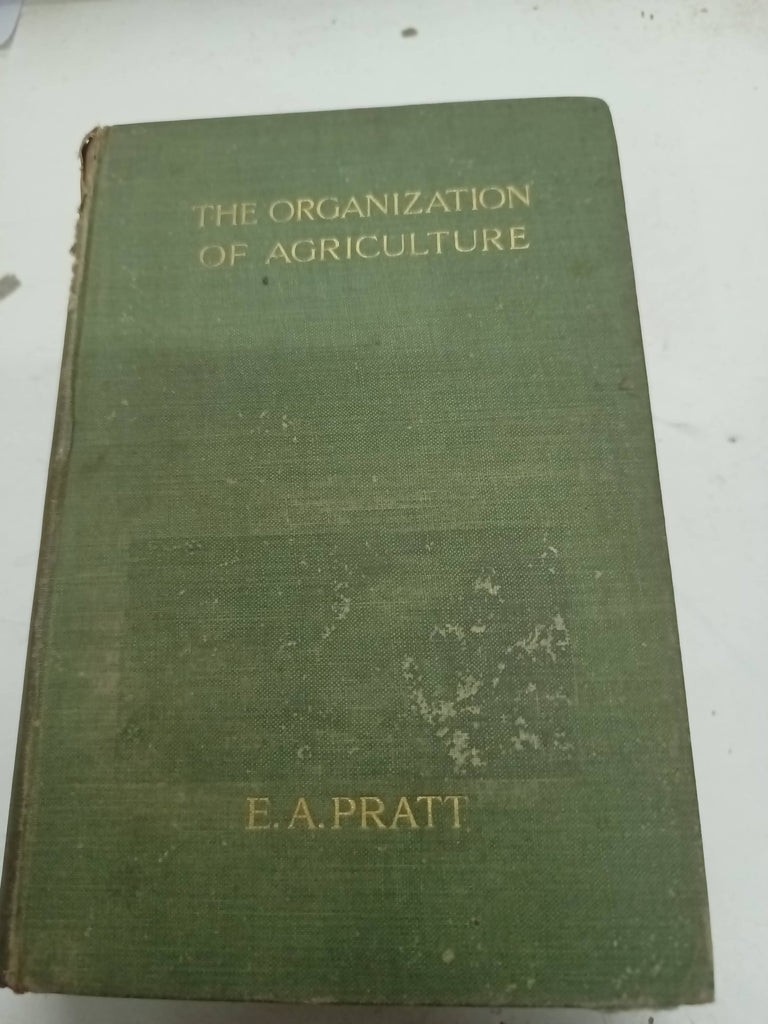 THE ORGANIZATION
OF AGRICULTURE
E. A. PRATT